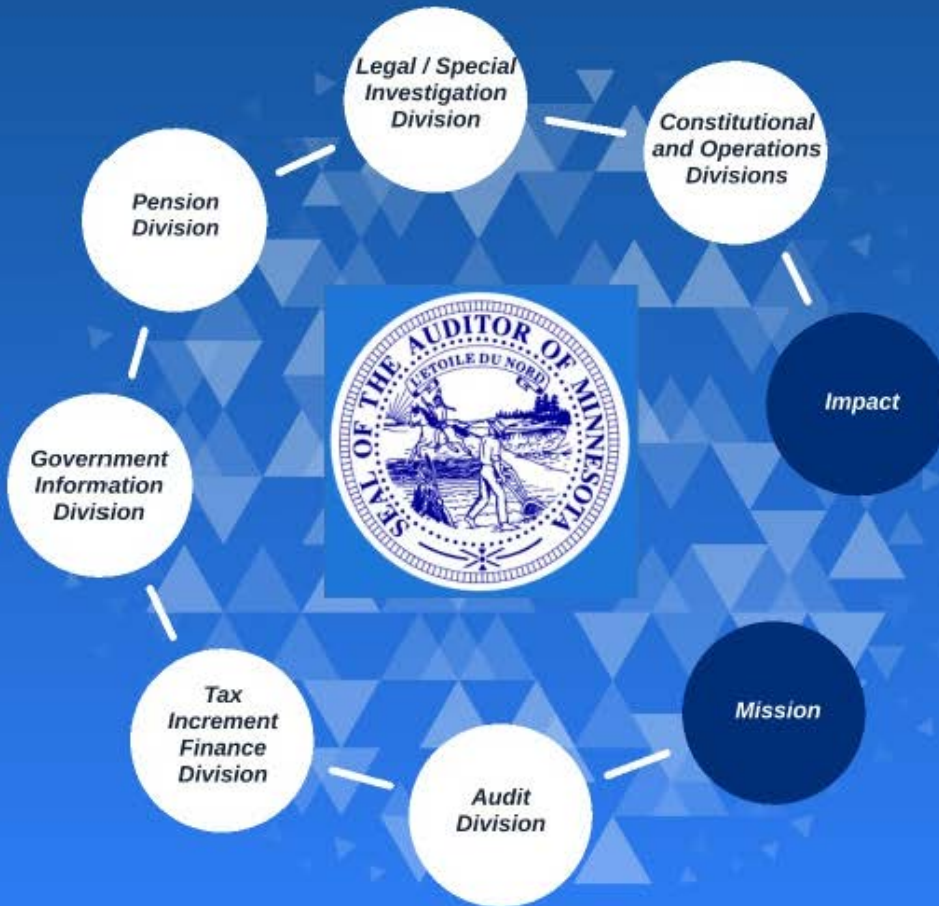 Legal / Special
Investigation
Division
Constitutional
and Operations
Divisions
Pension
Division
Impact
SEAL OF THE AUDITOR OF MINNESOTA
L'ETOILE DU NORD
Government
Information
Division
Tax
Increment
Finance
Division
Mission
Audit
Division